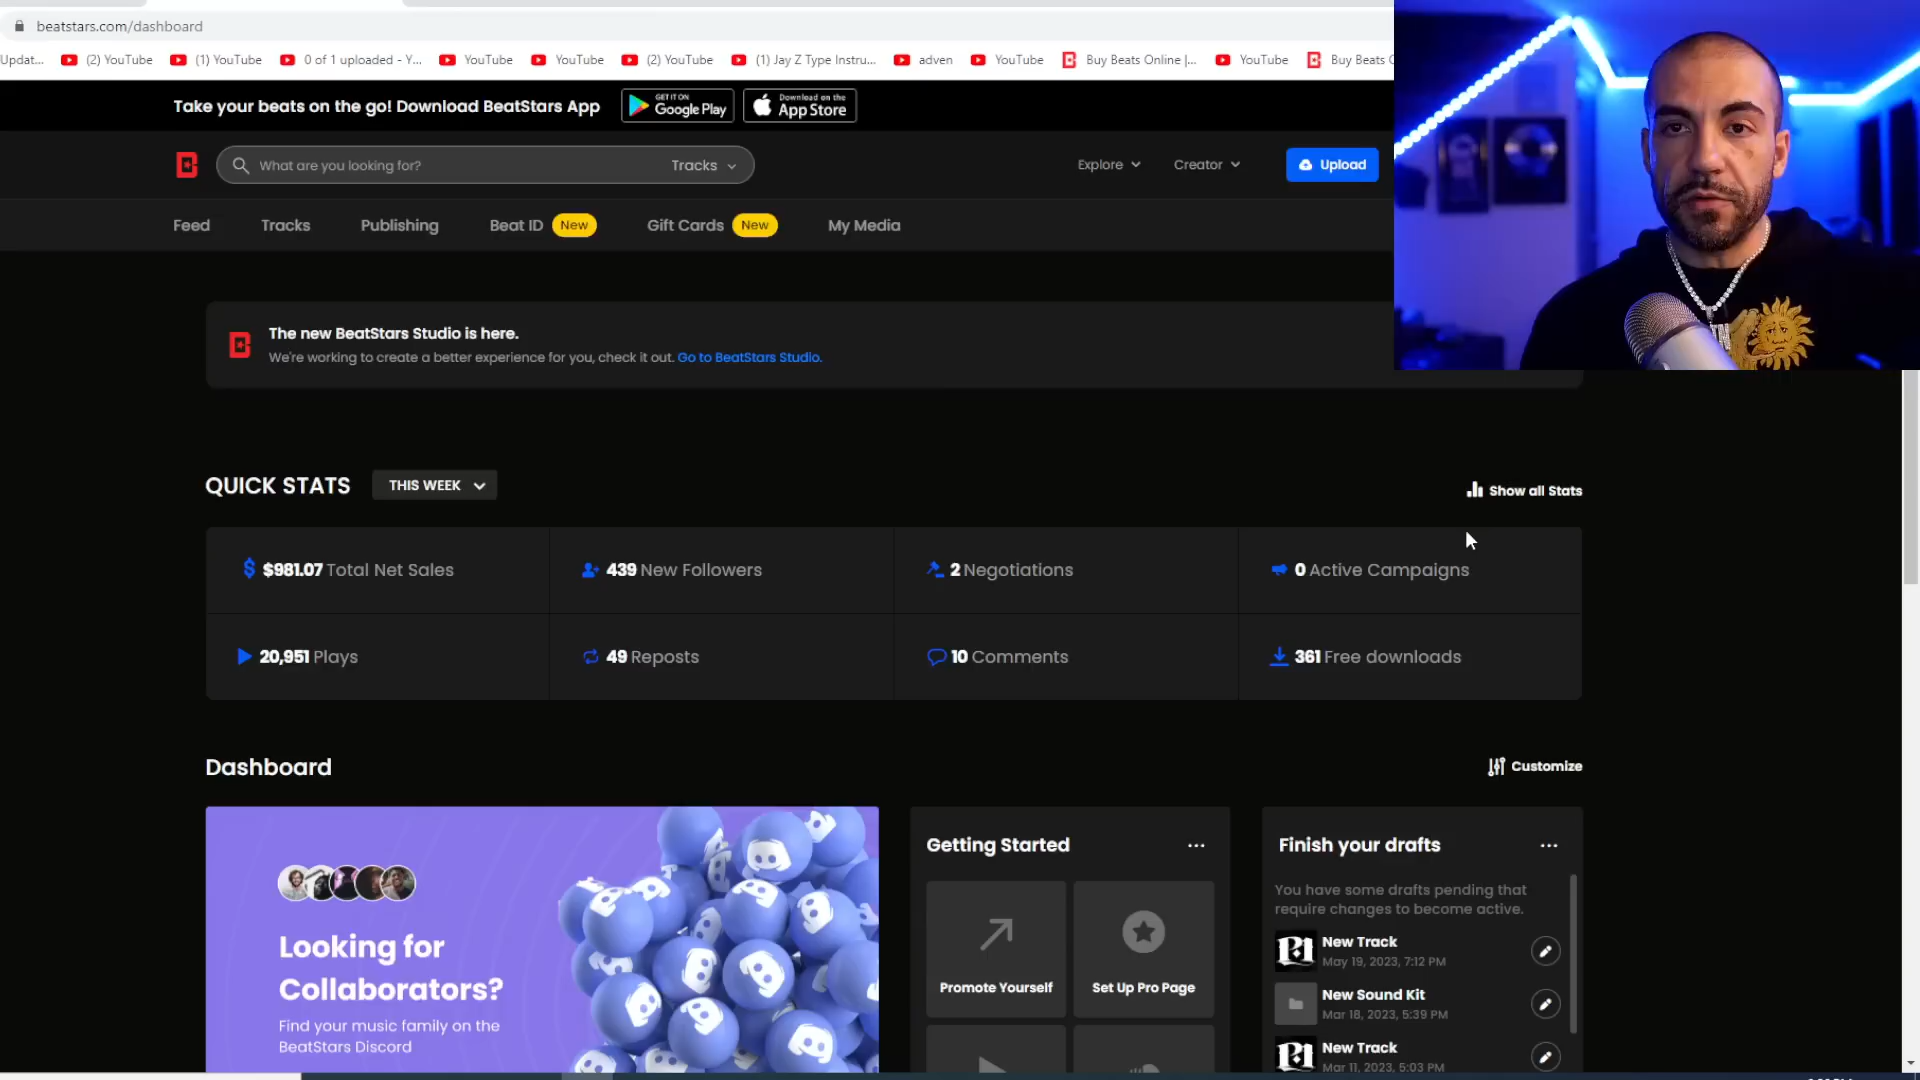 beatstars.com/dashboard
Updat... (2) YouTube (1) YouTube 0 of 1 uploaded - Y... YouTube YouTube (2) YouTube (1) Jay Z Type Instru... adven YouTube Buy Beats Online |... YouTube Buy Beats
Take your beats on the go! Download BeatStars App GET IT ON Google Play Download on the App Store
What are you looking for? Tracks Explore Creator Upload
Feed Tracks Publishing Beat ID New Gift Cards New My Media
The new BeatStars Studio is here.
We're working to create a better experience for you, check it out. Go to BeatStars Studio.
QUICK STATS THIS WEEK Show all Stats
$981.07 Total Net Sales 439 New Followers 2 Negotiations 0 Active Campaigns
20,951 Plays 49 Reposts 10 Comments 361 Free downloads
Dashboard Customize
Looking for
Collaborators?
Find your music family on the
BeatStars Discord
Getting Started
Promote Yourself Set Up Pro Page
Finish your drafts
You have some drafts pending that
require changes to become active.
New Track
May 19, 2023, 7:12 PM
New Sound Kit
Mar 18, 2023, 5:39 PM
New Track
Mar 11, 2023, 5:03 PM